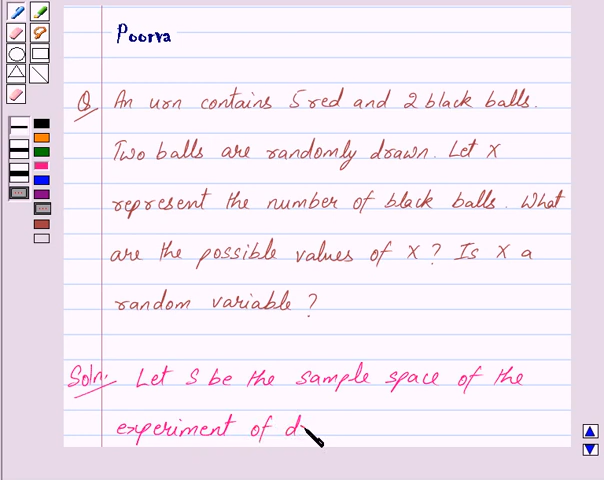 Poorva
Q An urn contains 5 red and 2 black balls.
Two balls are randomly drawn. Let X
represent the number of black balls. What
are the possible values of X? Is X a
random variable?
Soln: Let S be the sample space of the
experiment of d